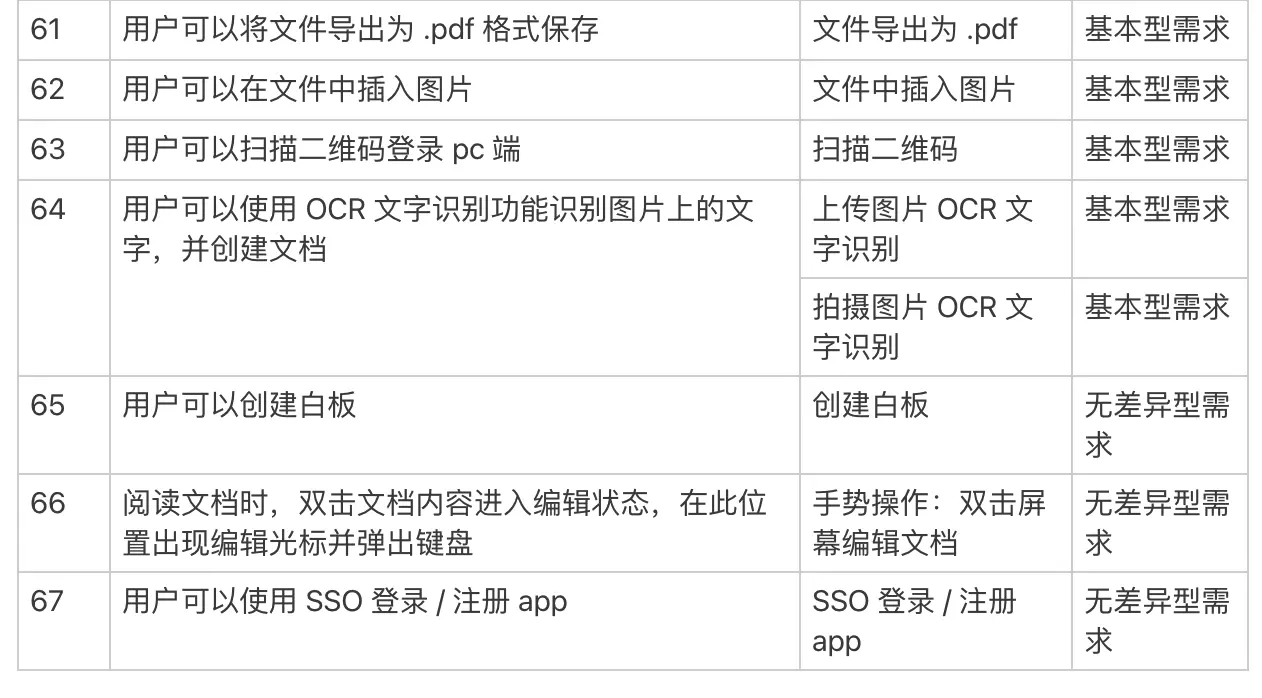 61 用户可以将文件导出为 .pdf 格式保存 文件导出为 .pdf 基本型需求
62 用户可以在文件中插入图片 文件中插入图片 基本型需求
63 用户可以扫描二维码登录 pc 端 扫描二维码 基本型需求
64 用户可以使用 OCR 文字识别功能识别图片上的文 上传图片 OCR 文 基本型需求
字，并创建文档 字识别
拍摄图片 OCR 文 基本型需求
字识别
65 用户可以创建白板 创建白板 无差异型需
求
66 阅读文档时，双击文档内容进入编辑状态，在此位 手势操作：双击屏 无差异型需
置出现编辑光标并弹出键盘 幕编辑文档 求
67 用户可以使用 SSO 登录 / 注册 app SSO 登录 / 注册 无差异型需
app 求